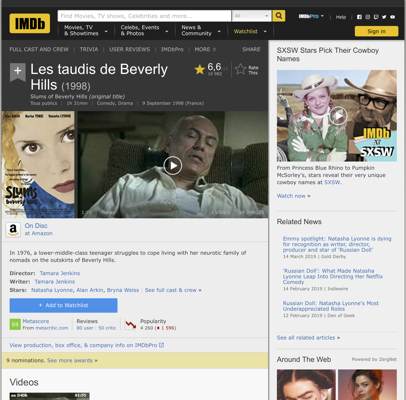 IMDb
Find Movies, TV shows, Celebrities and more...
All
IMDbPro
Help
Movies, TV
& Showtimes
Celebs, Events
& Photos
News &
Community
Watchlist
Sign in
FULL CAST AND CREW | TRIVIA | USER REVIEWS | IMDbPro | MORE
SHARE
Les taudis de Beverly
Hills (1998)
Slums of Beverly Hills (original title)
Tous publics | 1h 31min | Comedy, Drama | 9 September 1998 (France)
6,6
Rate
This
On Disc
at Amazon
In 1976, a lower-middle-class teenager struggles to cope living with her neurotic family of
nomads on the outskirts of Beverly Hills.
Director: Tamara Jenkins
Writer: Tamara Jenkins
Stars: Natasha Lyonne, Alan Arkin, Bryna Weiss | See full cast & crew »
+ Add to Watchlist
Metascore
From metacritic.com
Reviews
80 user | 50 critic
Popularity
4 260 ( 1 596)
View production, box office, & company info on IMDbPro
9 nominations. See more awards »
Videos
SXSW Stars Pick Their Cowboy
Names
IMDb
AT
SXSW
From Princess Blue Rhino to Pumpkin
McSorley's, stars reveal their very unique
cowboy names at SXSW.
Watch now »
Related News
Emmy spotlight: Natasha Lyonne is dying
for recognition as writer, director,
producer and star of 'Russian Doll'
14 March 2019 | Gold Derby
'Russian Doll': What Made Natasha
Lyonne Leap Into Directing Her Netflix
Comedy
14 February 2019 | Indiewire
Russian Doll: Natasha Lyonne's Most
Underappreciated Roles
12 February 2019 | Den of Geek
See all related articles »
Around The Web
Powered by ZergNet